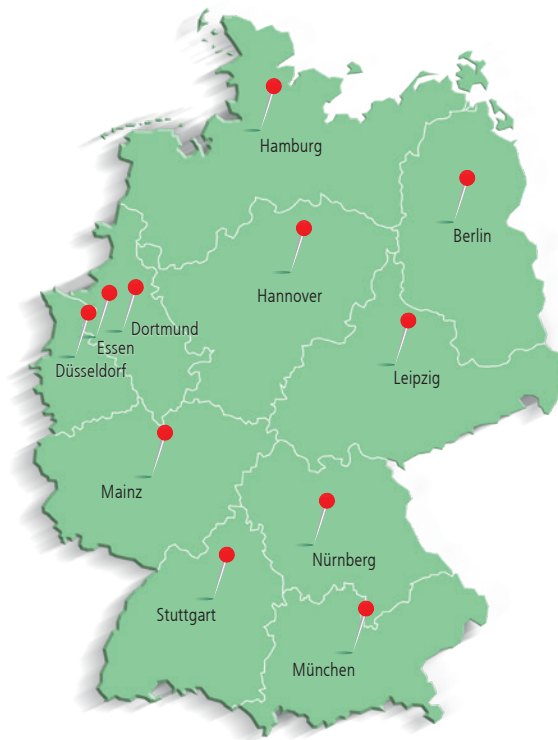 Hamburg
Berlin
Hannover
Dortmund
Essen
Düsseldorf
Leipzig
Mainz
Nürnberg
Stuttgart
München